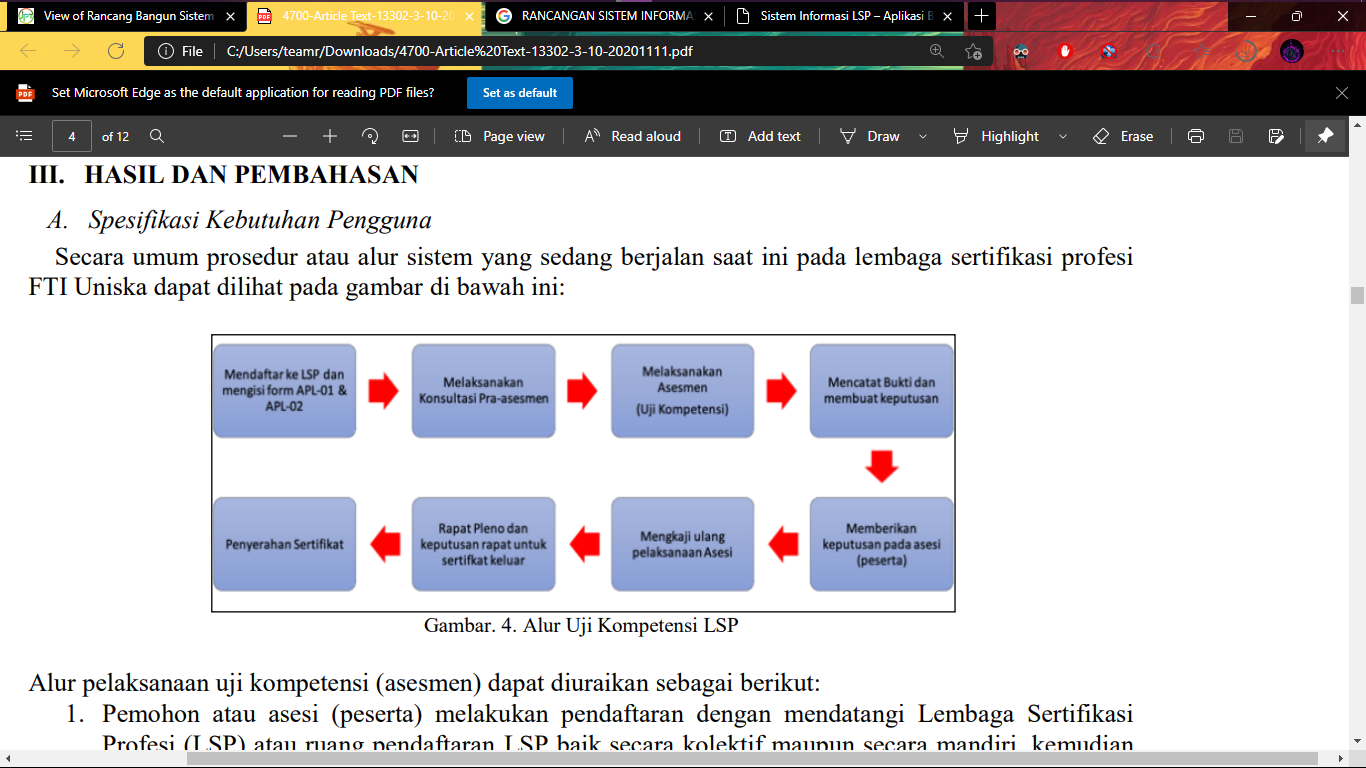 View of Rancang Bangun Sistem
4700-Article Text-13302-3-10-20
RANCANGAN SISTEM INFORMA
Sistem Informasi LSP – Aplikasi B
File
C:/Users/teamr/Downloads/4700-Article%20Text-13302-3-10-20201111.pdf
Set Microsoft Edge as the default application for reading PDF files?
Set as default
4 of 12
Page view
Read aloud
Add text
Draw
Highlight
Erase
III. HASIL DAN PEMBAHASAN
A. Spesifikasi Kebutuhan Pengguna
Secara umum prosedur atau alur sistem yang sedang berjalan saat ini pada lembaga sertifikasi profesi
FTI Uniska dapat dilihat pada gambar di bawah ini:
Mendaftar ke LSP dan
mengisi form APL-01 &
APL-02
Melaksanakan
Konsultasi Pra-asesmen
Melaksanakan
Asesmen
(Uji Kompetensi)
Mencatat Bukti dan
membuat keputusan
Memberikan
keputusan pada asesi
(peserta)
Mengkaji ulang
pelaksanaan Asesi
Rapat Pleno dan
keputusan rapat untuk
sertifkat keluar
Penyerahan Sertifikat
Gambar. 4. Alur Uji Kompetensi LSP
Alur pelaksanaan uji kompetensi (asesmen) dapat diuraikan sebagai berikut:
1. Pemohon atau asesi (peserta) melakukan pendaftaran dengan mendatangi Lembaga Sertifikasi
Profesi (LSP) atau ruang pendaftaran LSP baik secara kolektif maupun secara mandiri, kemudian